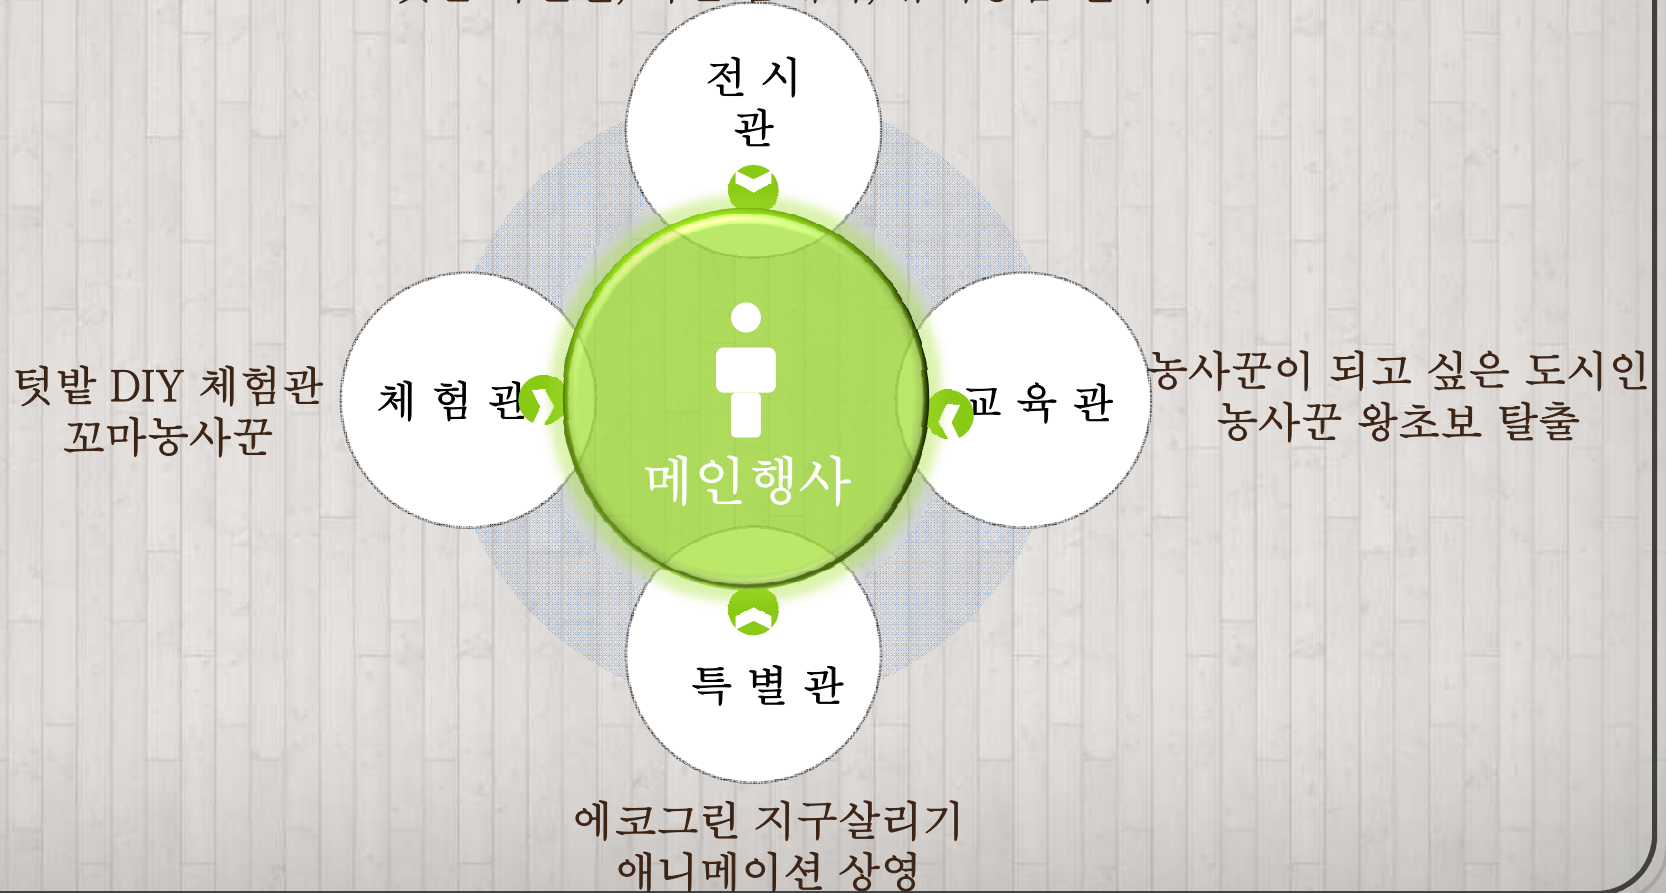 전 시
관
텃밭 DIY 체험관
꼬마농사꾼
체 험 관
메인행사
교 육 관
농사꾼이 되고 싶은 도시인
농사꾼 왕초보 탈출
특 별 관
에코그린 지구살리기
애니메이션 상영